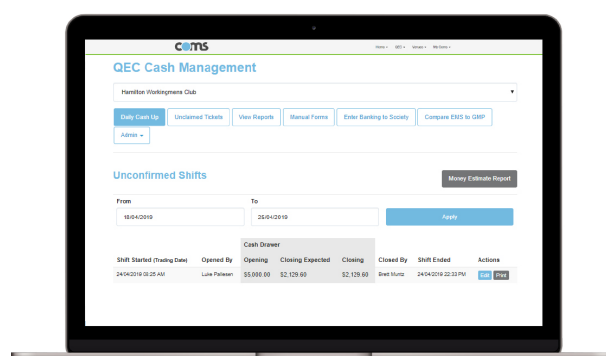 coms
Home QEC Venues
QEC Cash Management
Hamilton Workingmens Club
Daily Cash Up Unclaimed Tickets View Reports Manual Forms Enter Banking to Society Compare ENS to GMP
Admin
Unconfirmed Shifts
Money Estimate Report
From To
18/04/2019 25/04/2019
Apply
Cash Drawer
Shift Started (Trading Date) Opened By Opening Closing Expected Closing Closed By Shift Ended Actions
24/04/2019 08:25 AM Luke Pallesen $5,000.00 $2,129.60 $2,129.60 Brett Muntz 24/04/2019 22:33 PM Edit Print